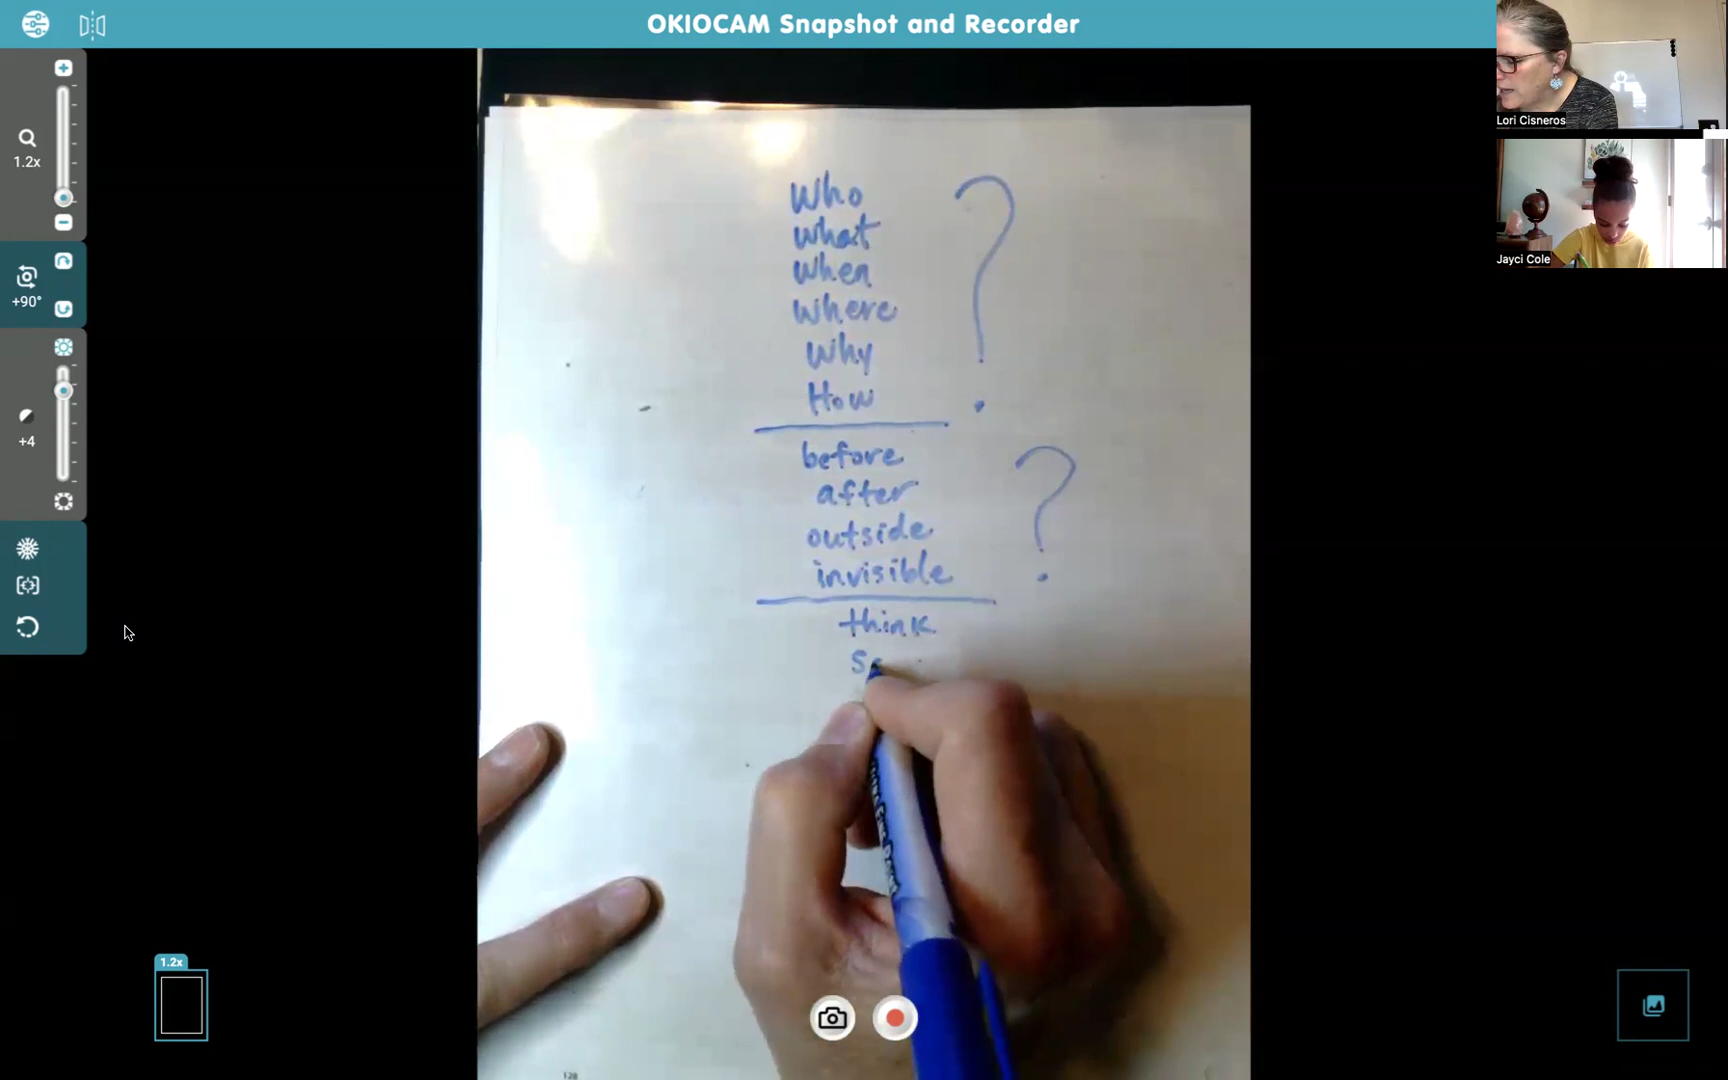 OKIOCAM Snapshot and Recorder
1.2x
+90°
+4
1.2x
Who
What
When
Where
Why
How
?
before
after
outside
invisible
?
think
Lori Cisneros
Jayci Cole
128